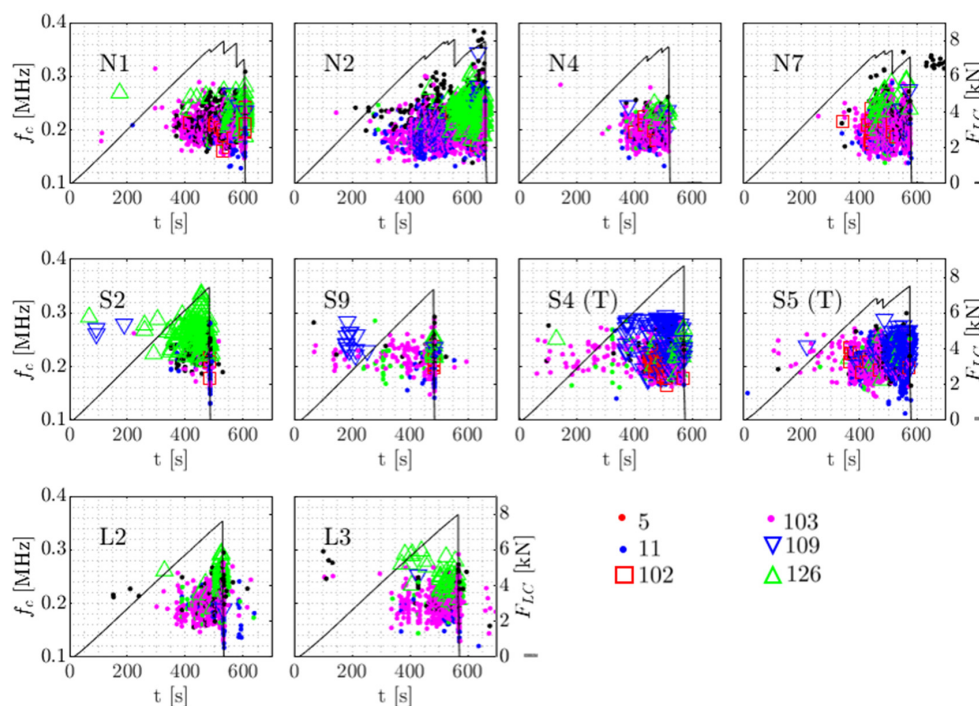 0.4
0.3
0.2
0.1
f_c [MHz]
N1
0 200 400 600
t [s]
N2
0 200 400 600
t [s]
N4
0 200 400 600
t [s]
N7
0 200 400 600
t [s]
8
6
4
2
0
F_LC [kN]
0.4
0.3
0.2
0.1
f_c [MHz]
S2
0 200 400 600
t [s]
S9
0 200 400 600
t [s]
S4 (T)
0 200 400 600
t [s]
S5 (T)
0 200 400 600
t [s]
8
6
4
2
0
F_LC [kN]
0.4
0.3
0.2
0.1
f_c [MHz]
L2
0 200 400 600
t [s]
L3
0 200 400 600
t [s]
8
6
4
2
0
F_LC [kN]
5
11
102
103
109
126